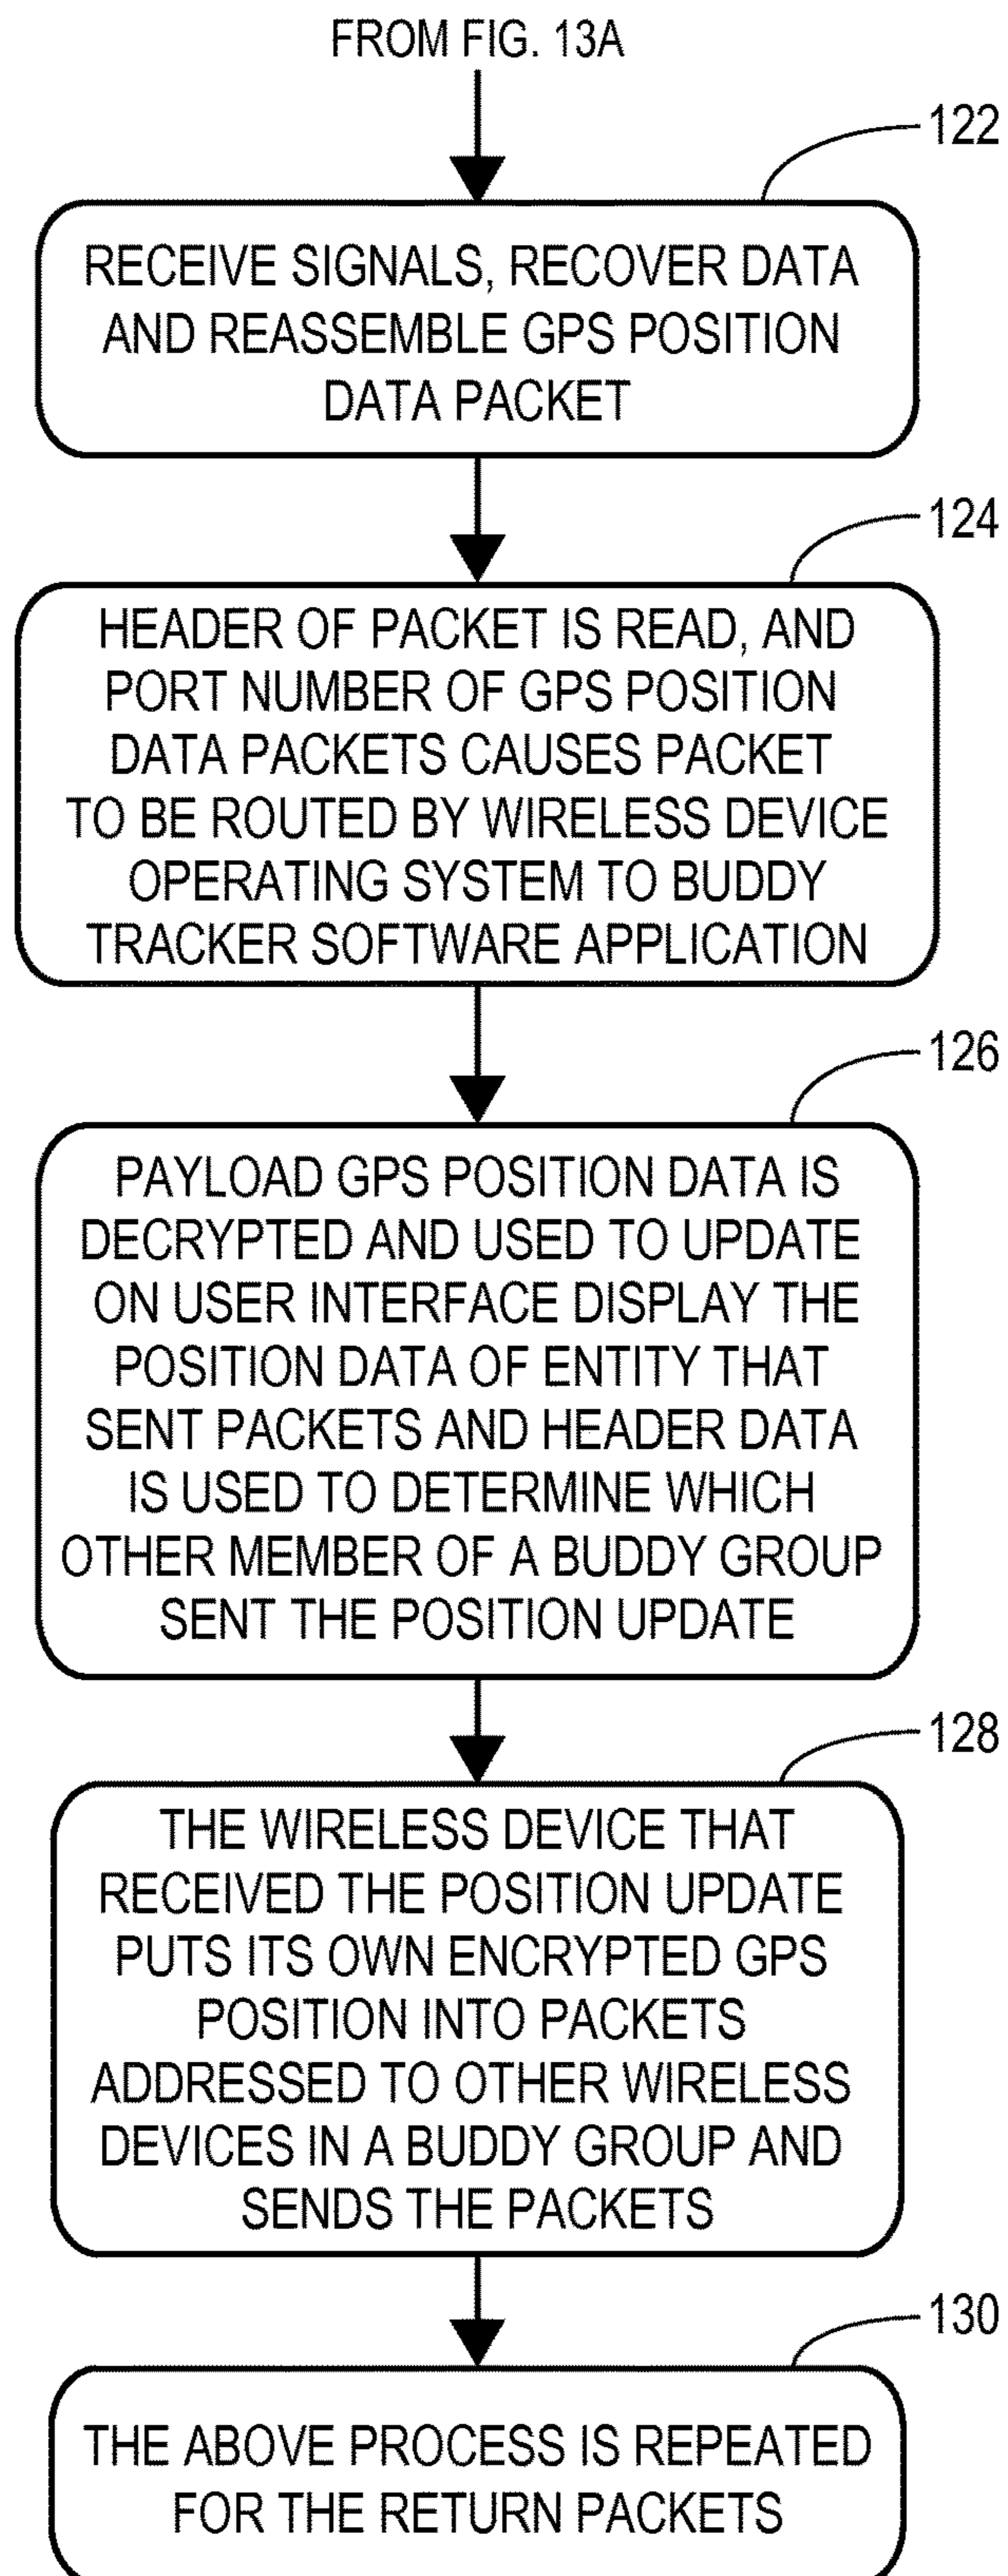 FROM FIG. 13A
122
RECEIVE SIGNALS, RECOVER DATA
AND REASSEMBLE GPS POSITION
DATA PACKET
124
HEADER OF PACKET IS READ, AND
PORT NUMBER OF GPS POSITION
DATA PACKETS CAUSES PACKET
TO BE ROUTED BY WIRELESS DEVICE
OPERATING SYSTEM TO BUDDY
TRACKER SOFTWARE APPLICATION
126
PAYLOAD GPS POSITION DATA IS
DECRYPTED AND USED TO UPDATE
ON USER INTERFACE DISPLAY THE
POSITION DATA OF ENTITY THAT
SENT PACKETS AND HEADER DATA
IS USED TO DETERMINE WHICH
OTHER MEMBER OF A BUDDY GROUP
SENT THE POSITION UPDATE
128
THE WIRELESS DEVICE THAT
RECEIVED THE POSITION UPDATE
PUTS ITS OWN ENCRYPTED GPS
POSITION INTO PACKETS
ADDRESSED TO OTHER WIRELESS
DEVICES IN A BUDDY GROUP AND
SENDS THE PACKETS
130
THE ABOVE PROCESS IS REPEATED
FOR THE RETURN PACKETS